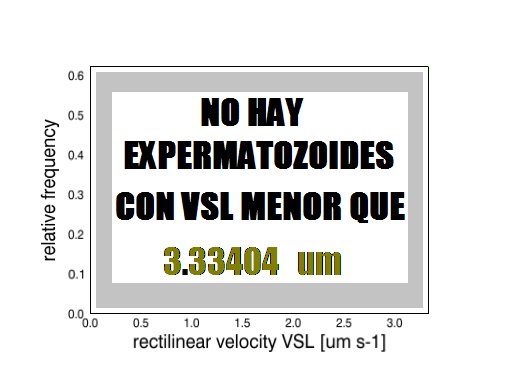 0.6
0.5
0.4
0.3
0.2
0.1
0.0
relative frequency
NO HAY
EXPERMATOZOIDES
CON VSL MENOR QUE
3.33404 um
0.0 0.5 1.0 1.5 2.0 2.5 3.0
rectilinear velocity VSL [um s-1]